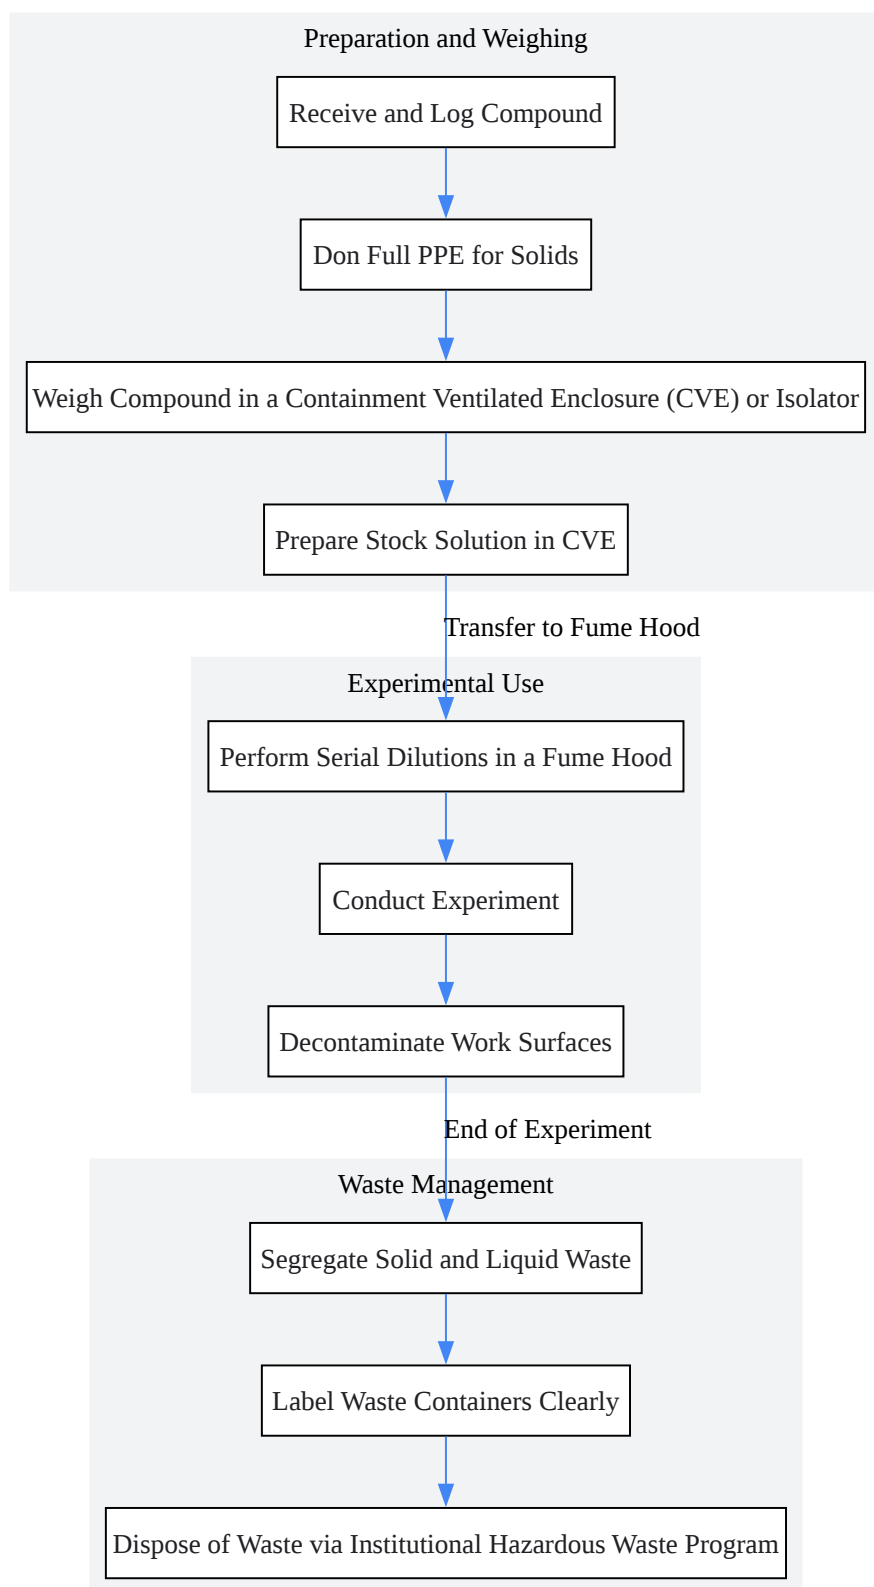 Preparation and Weighing
Receive and Log Compound
Don Full PPE for Solids
Weigh Compound in a Containment Ventilated Enclosure (CVE) or Isolator
Prepare Stock Solution in CVE
Transfer to Fume Hood
Experimental Use
Perform Serial Dilutions in a Fume Hood
Conduct Experiment
Decontaminate Work Surfaces
End of Experiment
Waste Management
Segregate Solid and Liquid Waste
Label Waste Containers Clearly
Dispose of Waste via Institutional Hazardous Waste Program